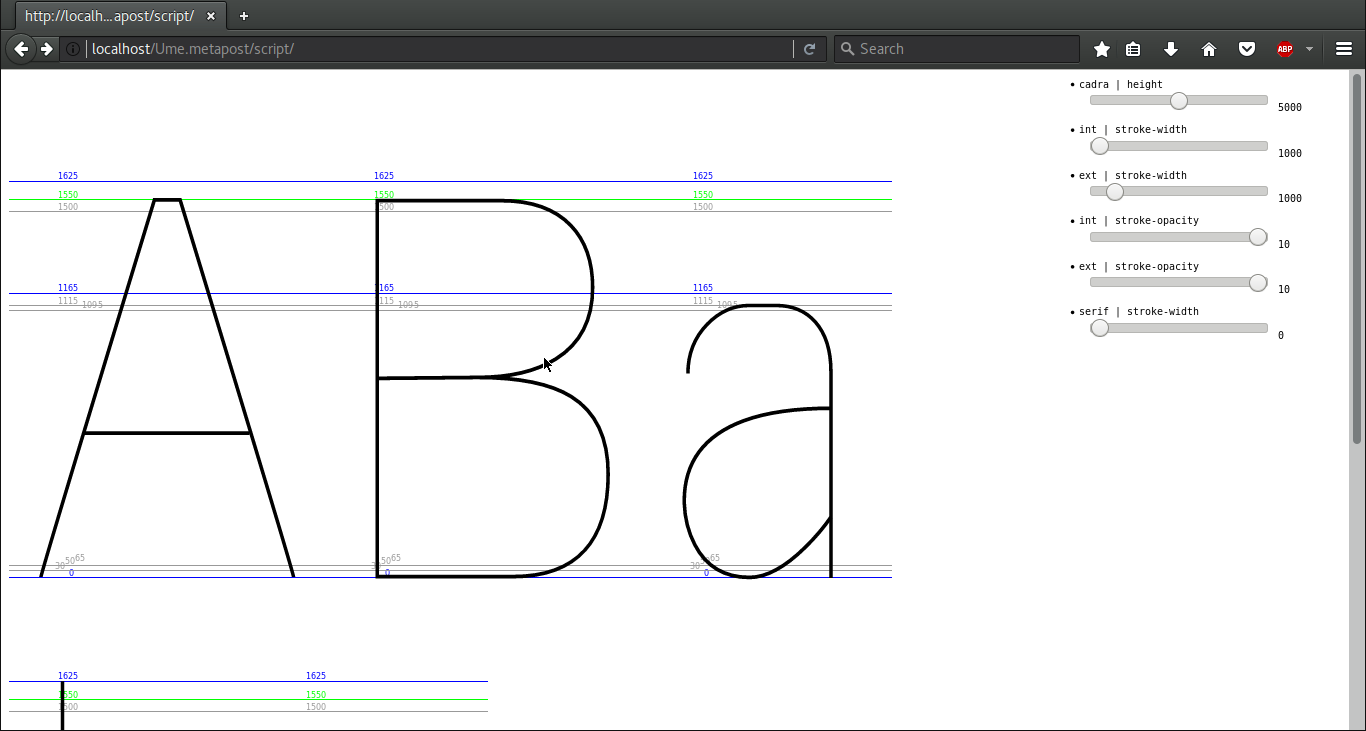 http://localh...apost/script/
localhost/Ume.metapost/script/
Search
ABP
• cadra | height
5000
• int | stroke-width
1000
• ext | stroke-width
1000
• int | stroke-opacity
10
• ext | stroke-opacity
10
• serif | stroke-width
0
1625 1625 1625
1550 1550 1550
1500 1500 1500
1165 1165 1165
1115 1095 1115 1095 1115 1095
A B a
30 50 65 30 50 65 30 50 65
0 0 0
1625 1625
1550 1550
1500 1500